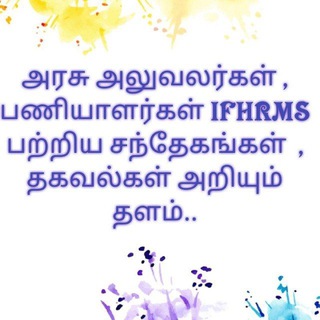 அரசு அலுவலர்கள் ,
பணியாளர்கள் IFHRMS
பற்றிய சந்தேகங்கள் ,
தகவல்கள் அறியும்
தளம்..